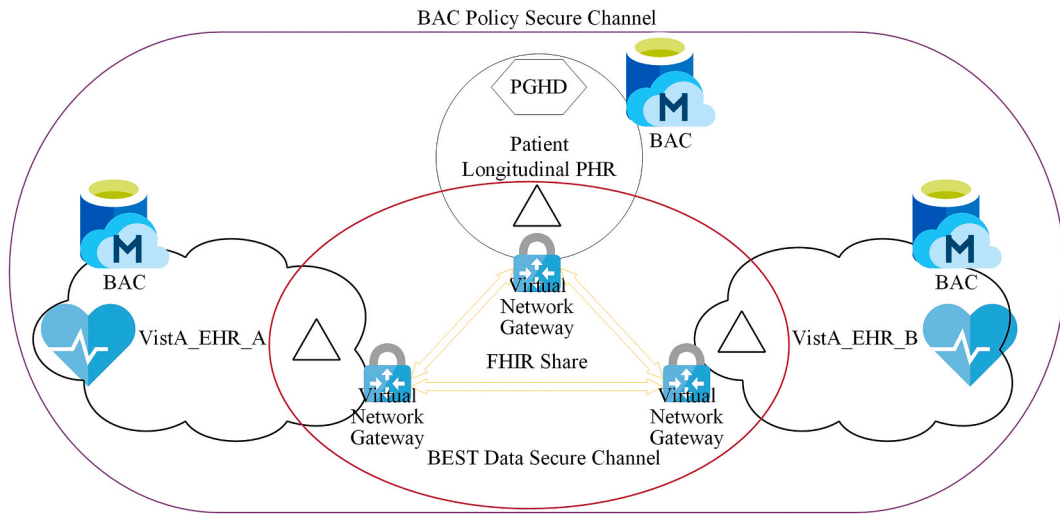 BAC Policy Secure Channel
PGHD
BAC
Patient
Longitudinal PHR
M
M
M
BAC
BAC
VistA_EHR_A
Virtual
Network
Gateway
VistA_EHR_B
FHIR Share
Virtual
Network
Gateway
Virtual
Network
Gateway
BEST Data Secure Channel